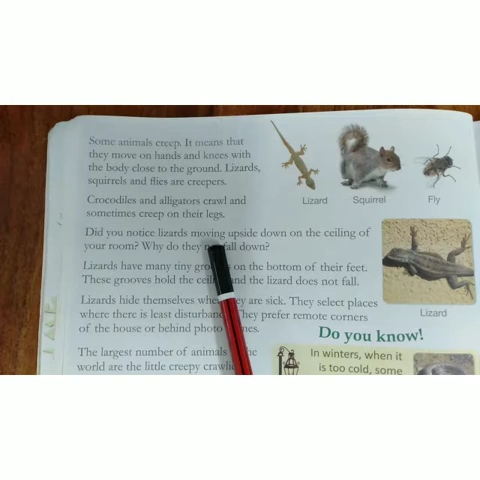 Some animals creep. It means that
they move on hands and knees with
the body close to the ground. Lizards,
squirrels and flies are creepers.
Lizard
Squirrel
Fly
Crocodiles and alligators crawl and
sometimes creep on their legs.
Did you notice lizards moving upside down on the ceiling of
your room? Why do they fall down?
Lizards have many tiny on the bottom of their feet.
These grooves hold the and the lizard does not fall.
Lizard
Lizards hide themselves they are sick. They select places
where there is least They prefer remote corners
of the house or behind photo
Do you know!
The largest number of animals
world are the little creepy
In winters, when it
is too cold, some